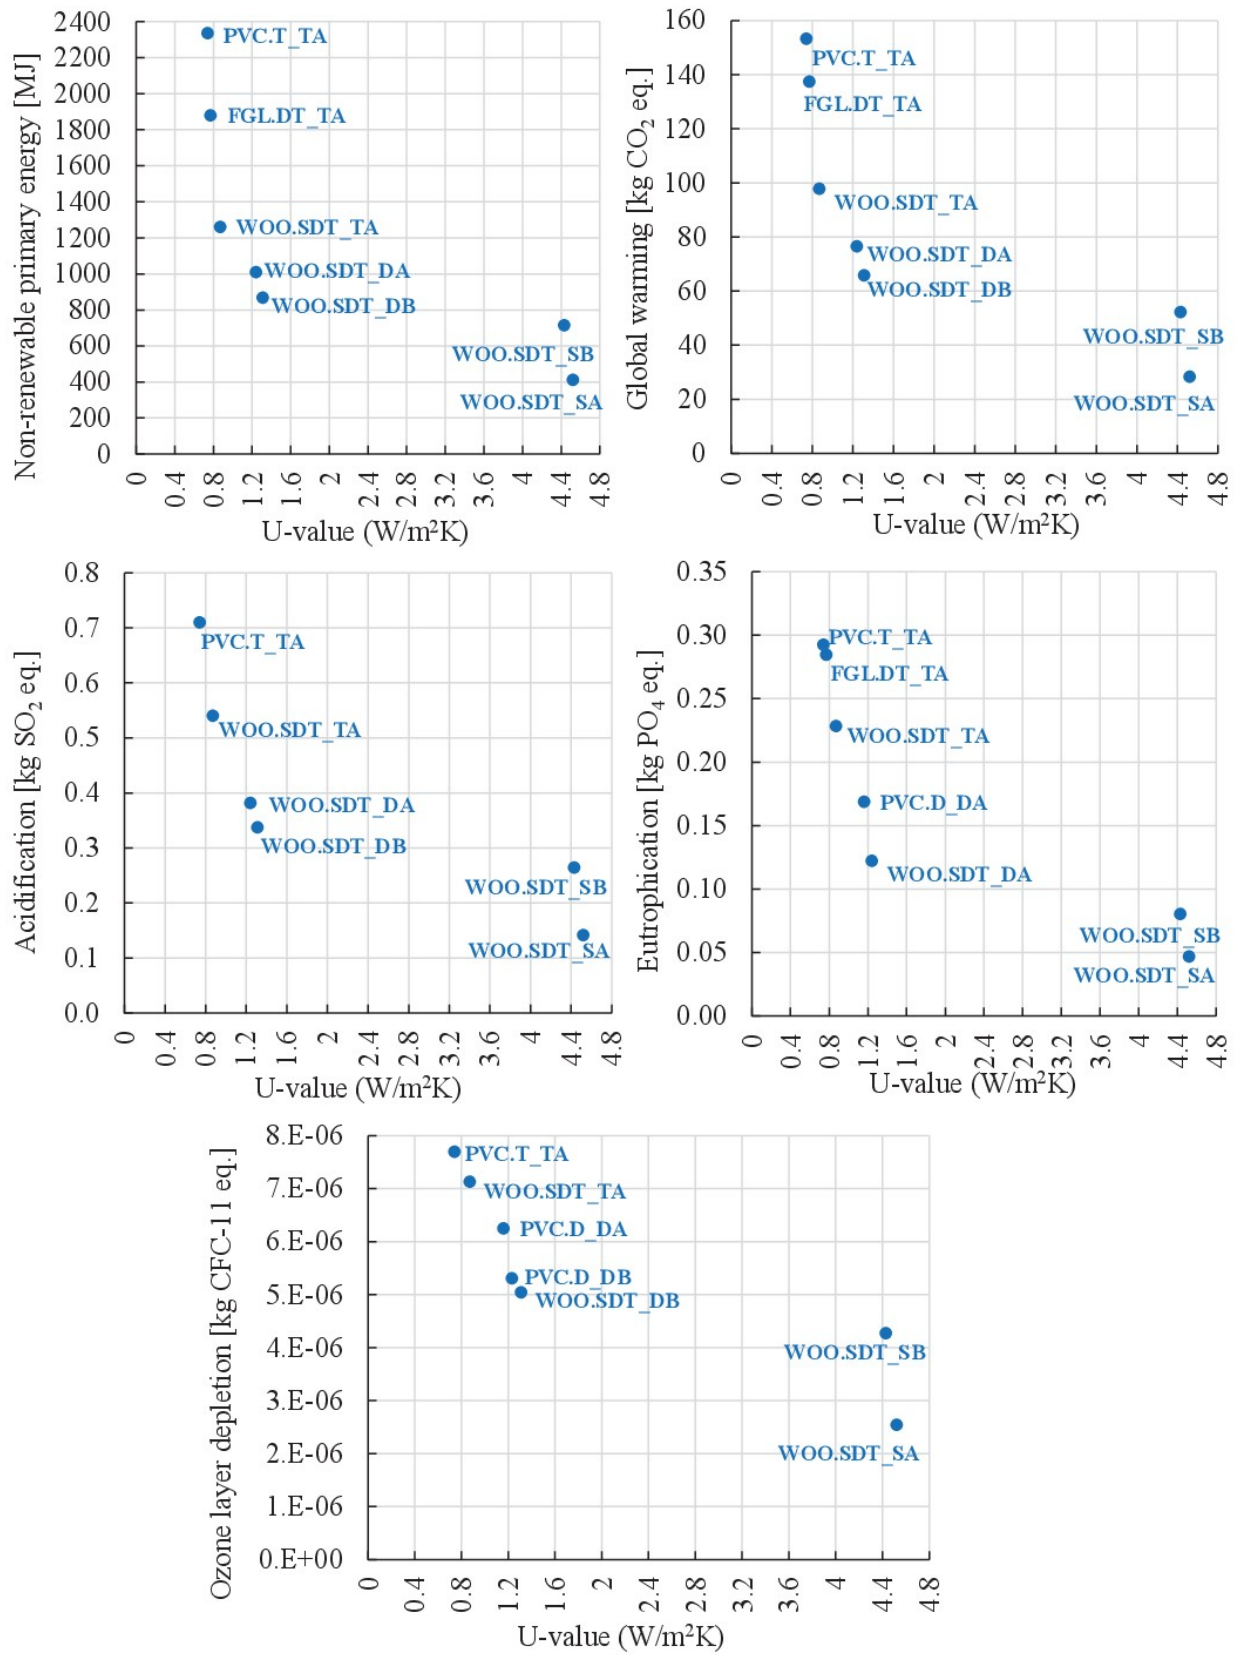 Non-renewable primary energy [MJ]
2400
2200
2000
1800
1600
1400
1200
1000
800
600
400
200
0
PVC.T_TA
FGL.DT_TA
WOO.SDT_TA
WOO.SDT_DA
WOO.SDT_DB
WOO.SDT_SB
WOO.SDT_SA
0 0.4 0.8 1.2 1.6 2 2.4 2.8 3.2 3.6 4 4.4 4.8
U-value (W/m²K)
Global warming [kg CO₂ eq.]
160
140
120
100
80
60
40
20
0
PVC.T_TA
FGL.DT_TA
WOO.SDT_TA
WOO.SDT_DA
WOO.SDT_DB
WOO.SDT_SB
WOO.SDT_SA
0 0.4 0.8 1.2 1.6 2 2.4 2.8 3.2 3.6 4 4.4 4.8
U-value (W/m²K)
Acidification [kg SO₂ eq.]
0.8
0.7
0.6
0.5
0.4
0.3
0.2
0.1
0.0
PVC.T_TA
WOO.SDT_TA
WOO.SDT_DA
WOO.SDT_DB
WOO.SDT_SB
WOO.SDT_SA
0 0.4 0.8 1.2 1.6 2 2.4 2.8 3.2 3.6 4 4.4 4.8
U-value (W/m²K)
Eutrophication [kg PO₄ eq.]
0.35
0.30
0.25
0.20
0.15
0.10
0.05
0.00
PVC.T_TA
FGL.DT_TA
WOO.SDT_TA
PVC.D_DA
WOO.SDT_DA
WOO.SDT_SB
WOO.SDT_SA
0 0.4 0.8 1.2 1.6 2 2.4 2.8 3.2 3.6 4 4.4 4.8
U-value (W/m²K)
Ozone layer depletion [kg CFC-11 eq.]
8.E-06
7.E-06
6.E-06
5.E-06
4.E-06
3.E-06
2.E-06
1.E-06
0.E+00
PVC.T_TA
WOO.SDT_TA
PVC.D_DA
PVC.D_DB
WOO.SDT_DB
WOO.SDT_SB
WOO.SDT_SA
0 0.4 0.8 1.2 1.6 2 2.4 2.8 3.2 3.6 4 4.4 4.8
U-value (W/m²K)